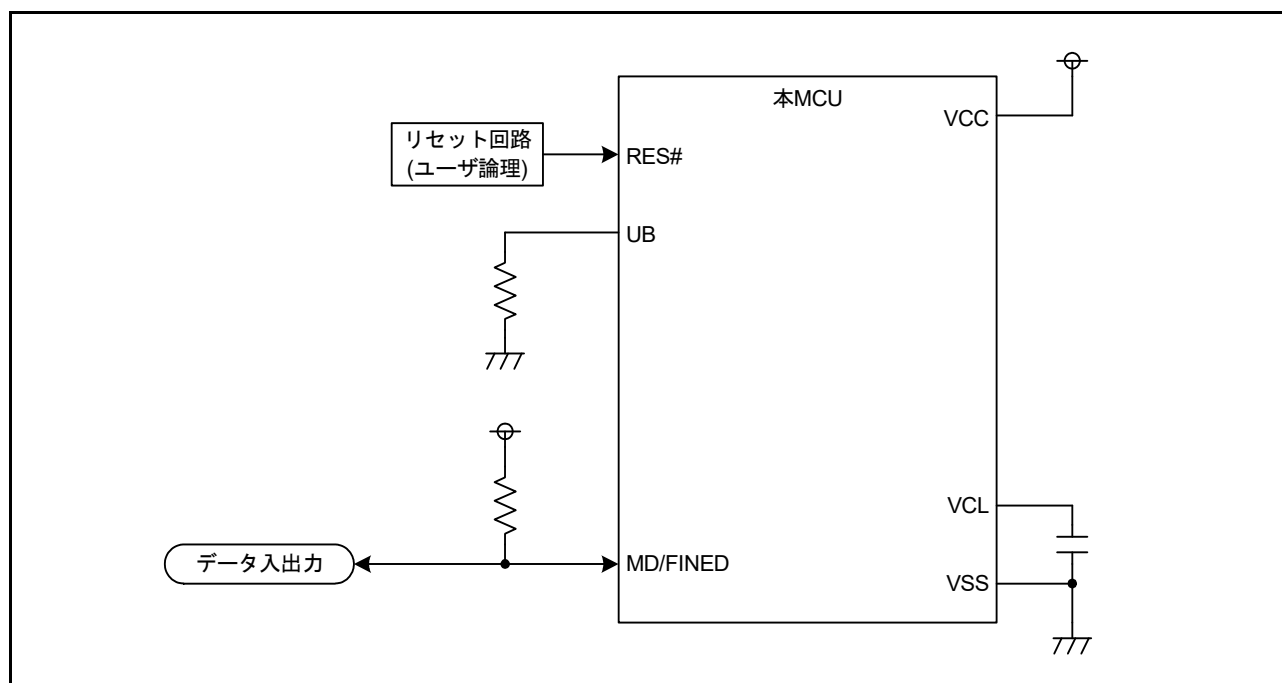 本MCU
VCC
リセット回路
(ユーザ論理)
RES#
UB
VCL
データ入出力
MD/FINED
VSS